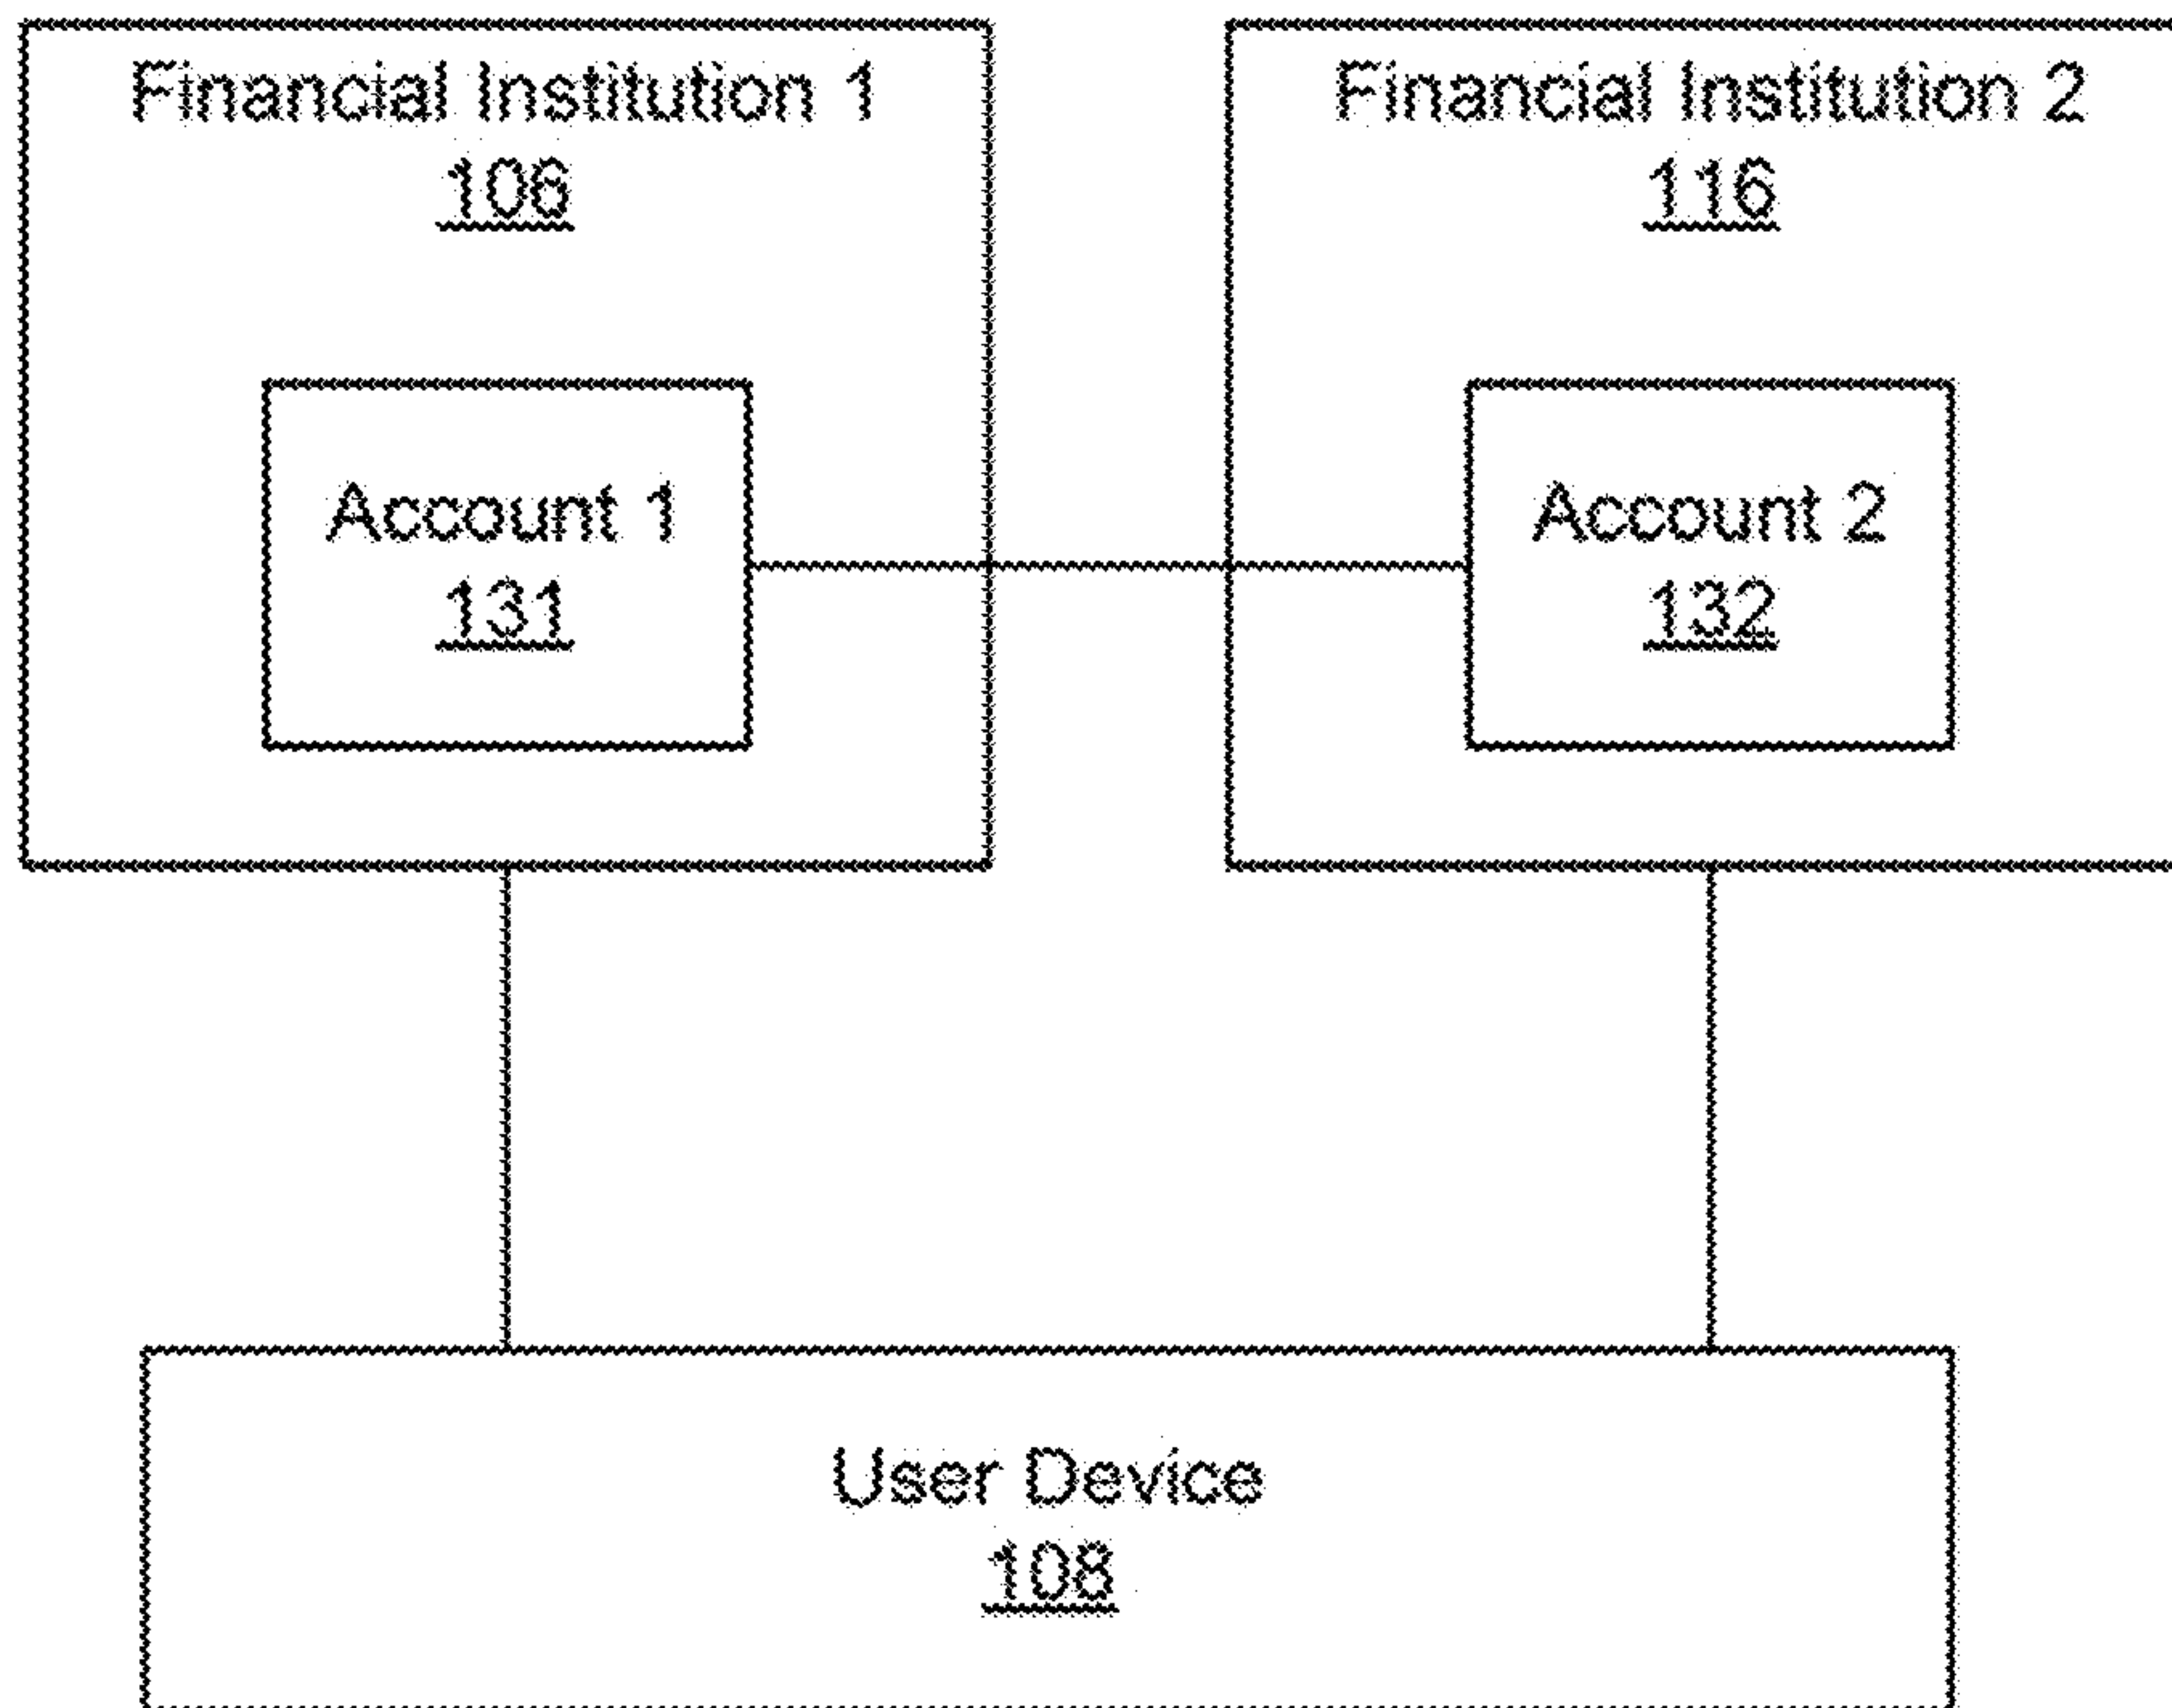 Financial Institution 1
106
Financial Institution 2
116
Account 1
131
Account 2
132
User Device
108